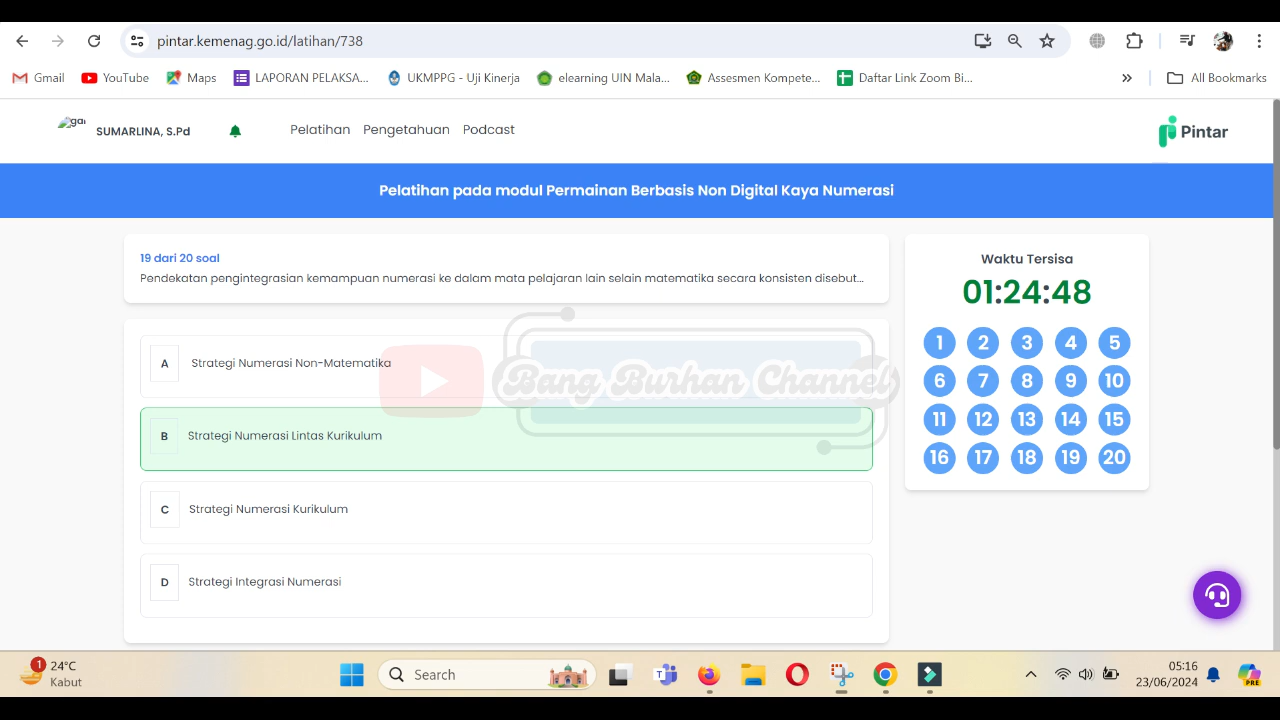 pintar.kemenag.go.id/latihan/738
Gmail YouTube Maps LAPORAN PELAKSA... UKMPPG - Uji Kinerja elearning UIN Mala... Assesmen Kompete... Daftar Link Zoom Bi... » All Bookmarks
gar SUMARLINA, S.Pd Pelatihan Pengetahuan Podcast Pintar
Pelatihan pada modul Permainan Berbasis Non Digital Kaya Numerasi
19 dari 20 soal
Pendekatan pengintegrasian kemampuan numerasi ke dalam mata pelajaran lain selain matematika secara konsisten disebut...
A Strategi Numerasi Non-Matematika
B Strategi Numerasi Lintas Kurikulum
C Strategi Numerasi Kurikulum
D Strategi Integrasi Numerasi
Bang Burhan Channel
Waktu Tersisa
01:24:48
1 2 3 4 5
6 7 8 9 10
11 12 13 14 15
16 17 18 19 20
1 24°C
Kabut
Search
05:16
23/06/2024
PRE